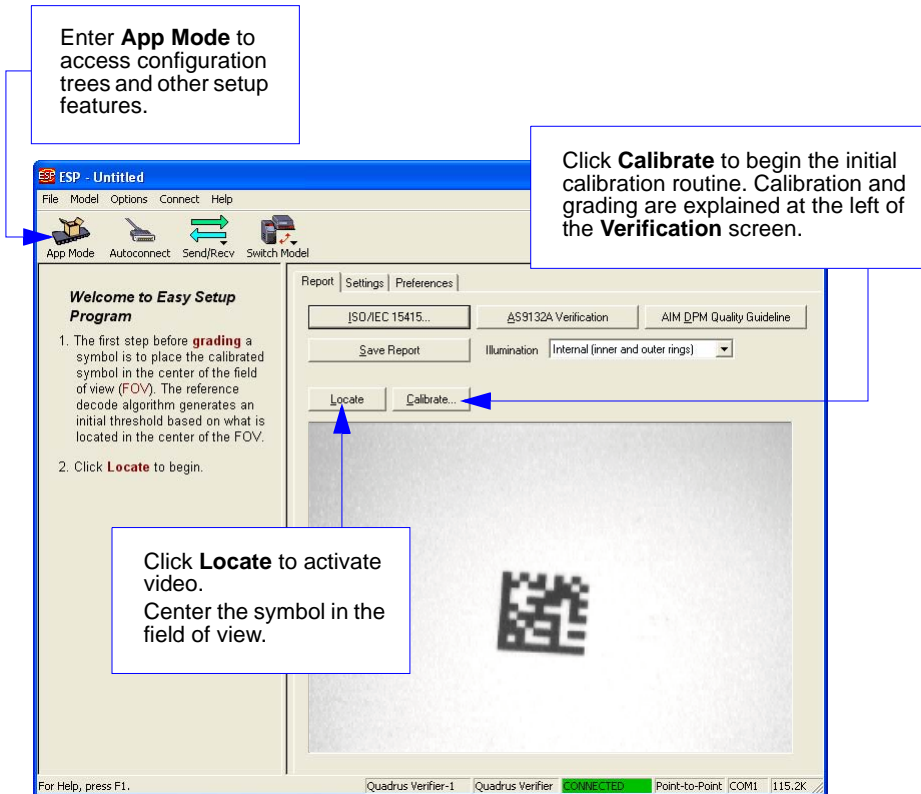 Enter App Mode to
access configuration
trees and other setup
features.
Click Calibrate to begin the initial
calibration routine. Calibration and
grading are explained at the left of
the Verification screen.
ESP - Untitled
File Model Options Connect Help
App Mode Autoconnect Send/Recv Switch Model
Welcome to Easy Setup
Program
1. The first step before grading a
symbol is to place the calibrated
symbol in the center of the field
of view (FOV). The reference
decode algorithm generates an
initial threshold based on what is
located in the center of the FOV.
2. Click Locate to begin.
Report Settings Preferences
ISO/IEC 15415... AS9132A Verification AIM DPM Quality Guideline
Save Report Illumination Internal (inner and outer rings)
Locate Calibrate...
Click Locate to activate
video.
Center the symbol in the
field of view.
For Help, press F1. Quadrus Verifier-1 Quadrus Verifier CONNECTED Point-to-Point COM1 115.2K